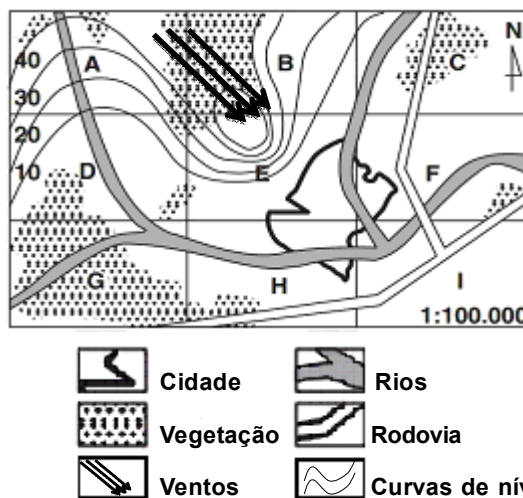 N
40
A
B
C
30
20
10
D
E
F
G
H
I
1:100.000
Cidade
Rios
Vegetação
Rodovia
Ventos
Curvas de nív